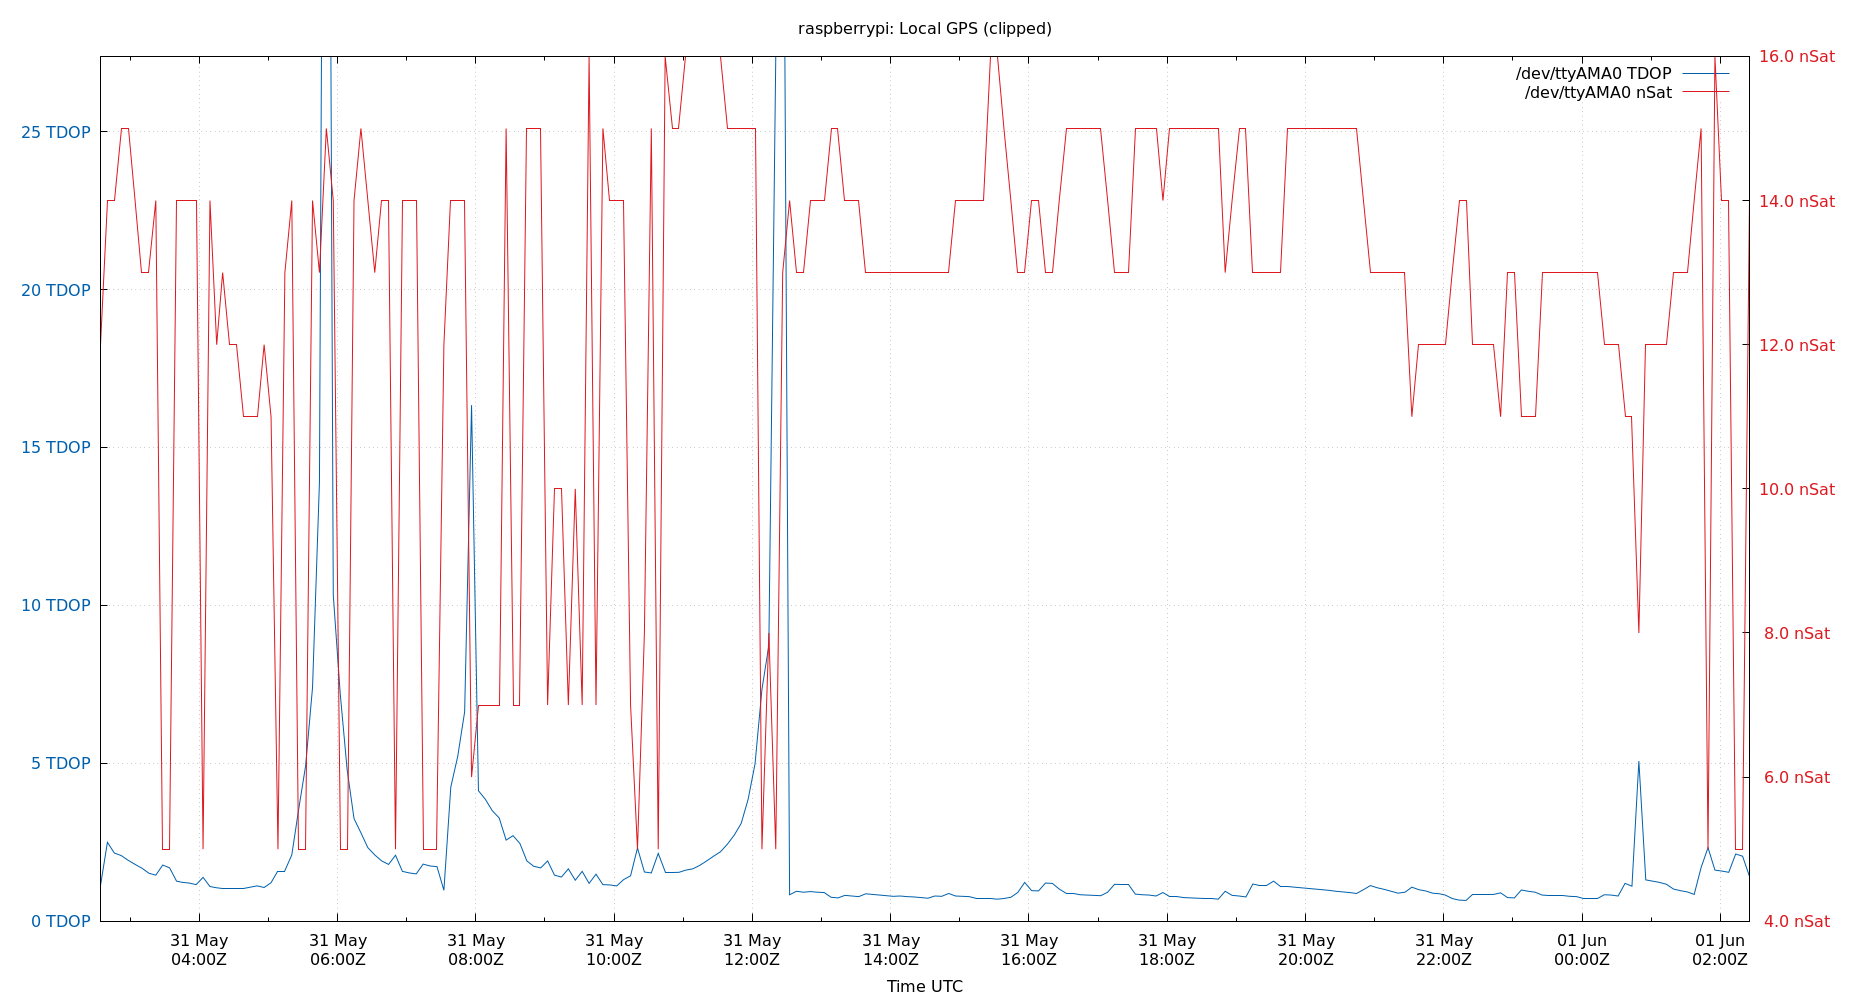 raspberrypi: Local GPS (clipped)
/dev/ttyAMA0 TDOP
/dev/ttyAMA0 nSat
25 TDOP
20 TDOP
15 TDOP
10 TDOP
5 TDOP
0 TDOP
16.0 nSat
14.0 nSat
12.0 nSat
10.0 nSat
8.0 nSat
6.0 nSat
4.0 nSat
31 May 31 May 31 May 31 May 31 May 31 May 31 May 31 May 31 May 31 May 01 Jun 01 Jun
04:00Z 06:00Z 08:00Z 10:00Z 12:00Z 14:00Z 16:00Z 18:00Z 20:00Z 22:00Z 00:00Z 02:00Z
Time UTC